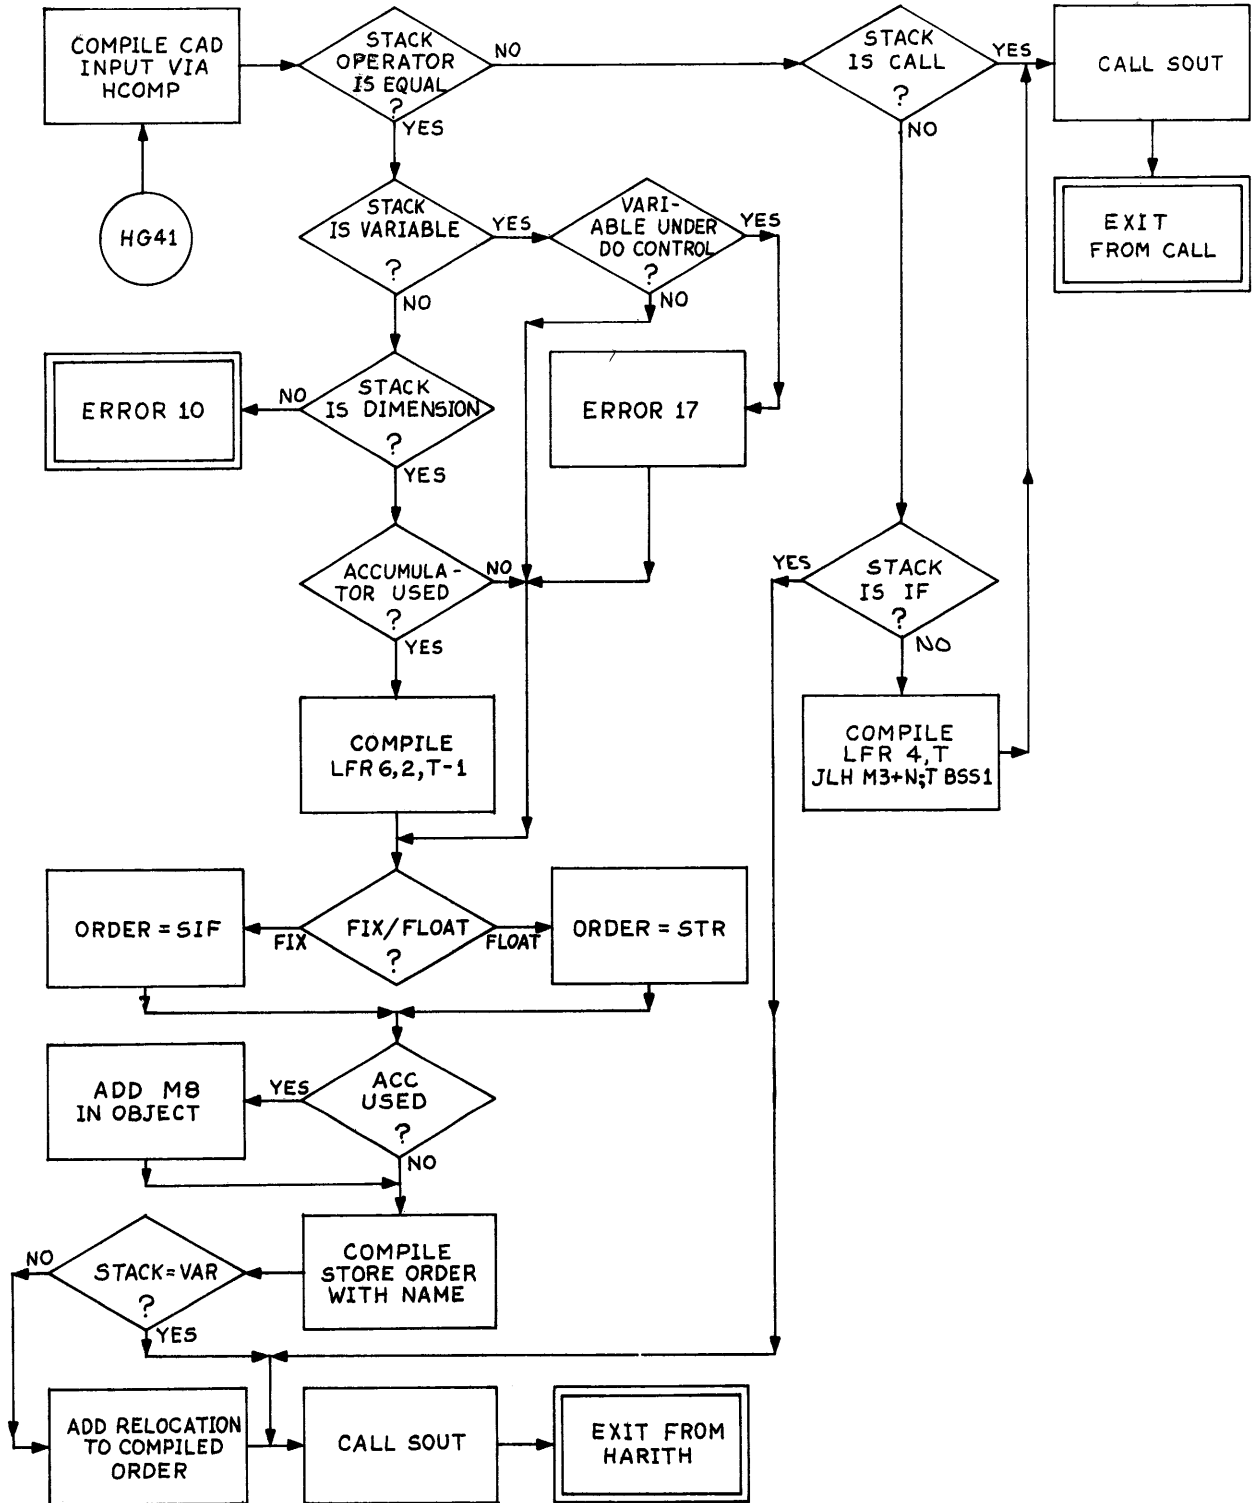 COMPILE CAD
INPUT VIA
HCOMP
STACK
OPERATOR
IS EQUAL
?
NO
YES
STACK
IS CALL
?
YES
NO
CALL SOUT
HG41
STACK
IS VARIABLE
?
YES
NO
VARI-
ABLE UNDER
DO CONTROL
?
YES
NO
EXIT
FROM CALL
ERROR 10
NO
STACK
IS DIMENSION
?
YES
ERROR 17
ACCUMULA-
TOR USED
?
NO
YES
YES
STACK
IS IF
?
NO
COMPILE
LFR 6,2,T-1
COMPILE
LFR 4,T
JLH M3+N;T BSS1
ORDER = SIF
FIX
FIX/FLOAT
?
FLOAT
ORDER = STR
ADD M8
IN OBJECT
YES
ACC
USED
?
NO
NO
STACK=VAR
?
YES
COMPILE
STORE ORDER
WITH NAME
ADD RELOCATION
TO COMPILED
ORDER
CALL SOUT
EXIT FROM
HARITH